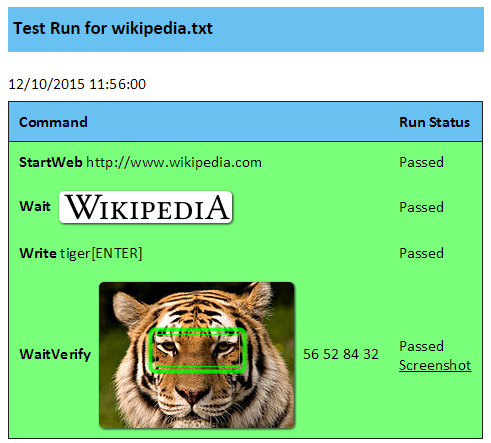 Test Run for wikipedia.txt
12/10/2015 11:56:00
Command Run Status
StartWeb http://www.wikipedia.com Passed
Wait WIKIPEDIA Passed
Write tiger[ENTER] Passed
WaitVerify 56 52 84 32 Passed
Screenshot